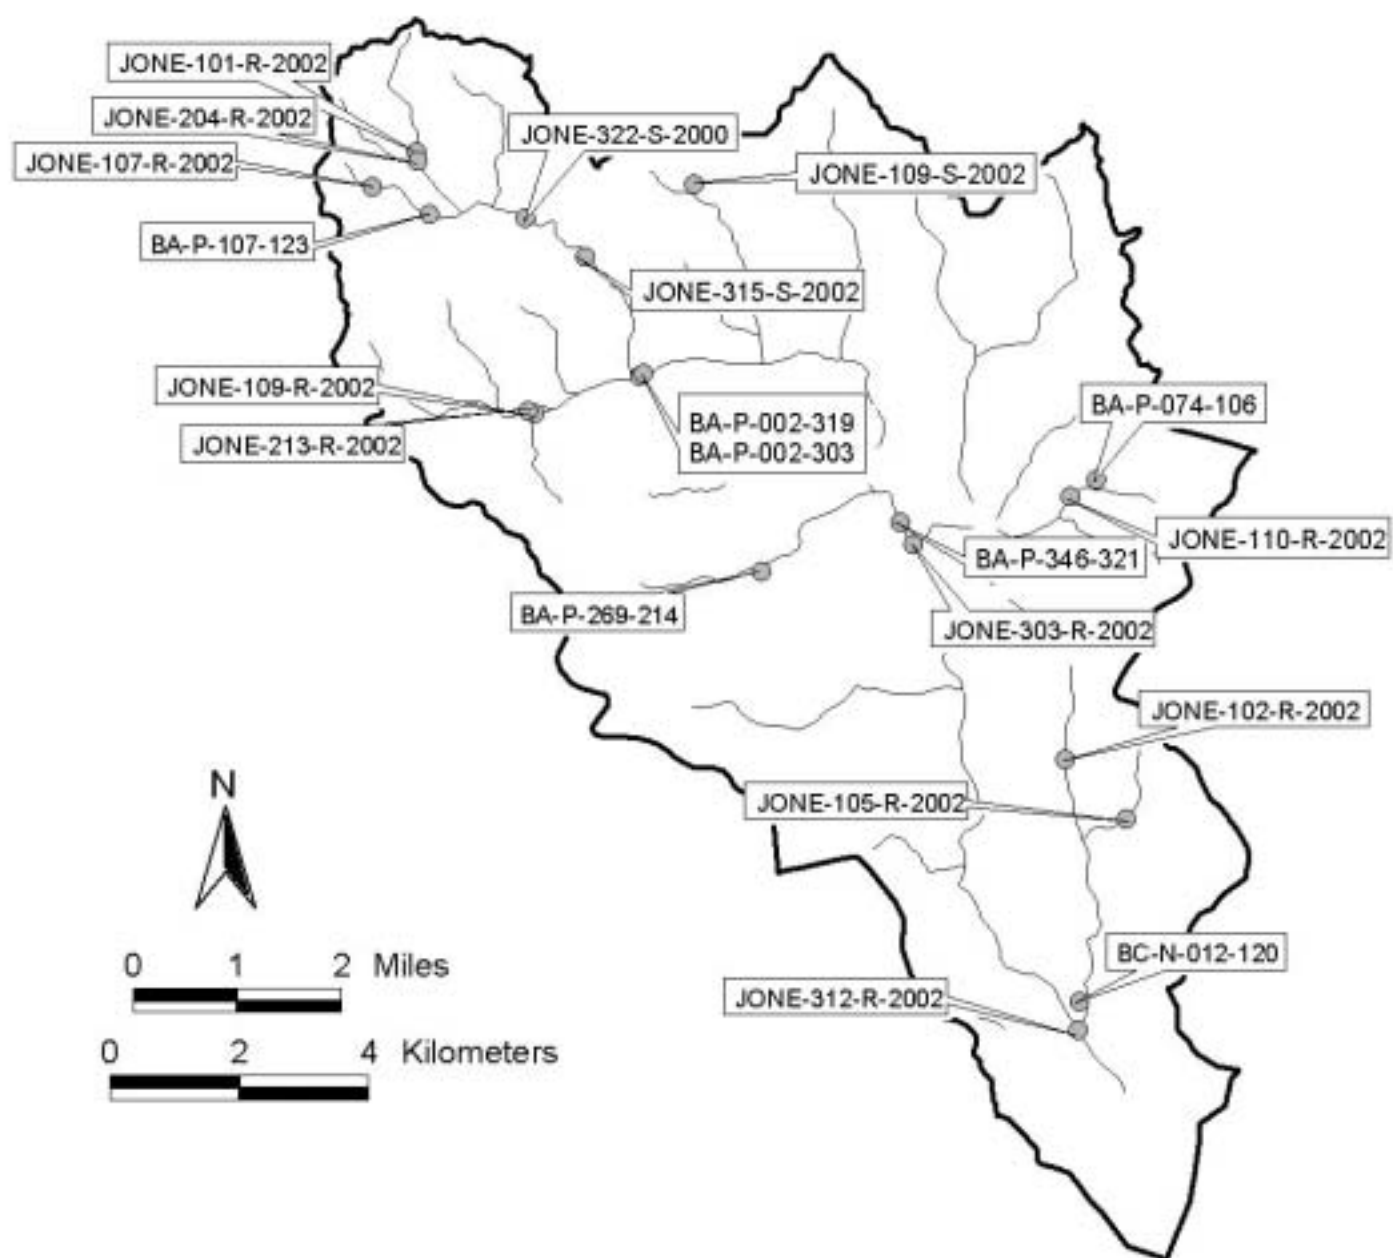 JONE-101-R-2002
JONE-204-R-2002
JONE-322-S-2000
JONE-107-R-2002
JONE-109-S-2002
BA-P-107-123
JONE-315-S-2002
JONE-109-R-2002
BA-P-074-106
BA-P-002-319
BA-P-002-303
JONE-213-R-2002
JONE-110-R-2002
BA-P-346-321
BA-P-269-214
JONE-303-R-2002
JONE-102-R-2002
N
JONE-105-R-2002
BC-N-012-120
0 1 2 Miles
JONE-312-R-2002
0 2 4 Kilometers